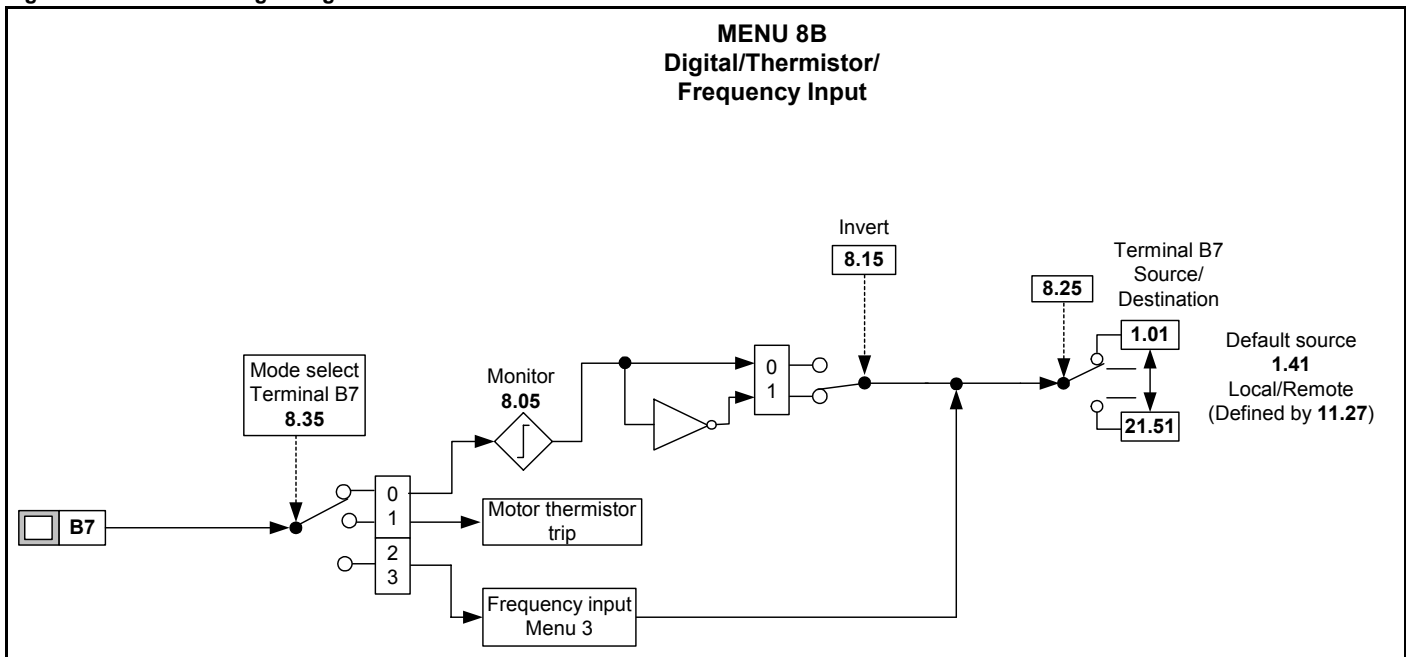 MENU 8B
Digital/Thermistor/
Frequency Input
Invert
8.15
8.25
Terminal B7
Source/
Destination
1.01
21.51
Default source
1.41
Local/Remote
(Defined by 11.27)
Mode select
Terminal B7
8.35
Monitor
8.05
0
1
0
1
2
3
B7
Motor thermistor
trip
Frequency input
Menu 3